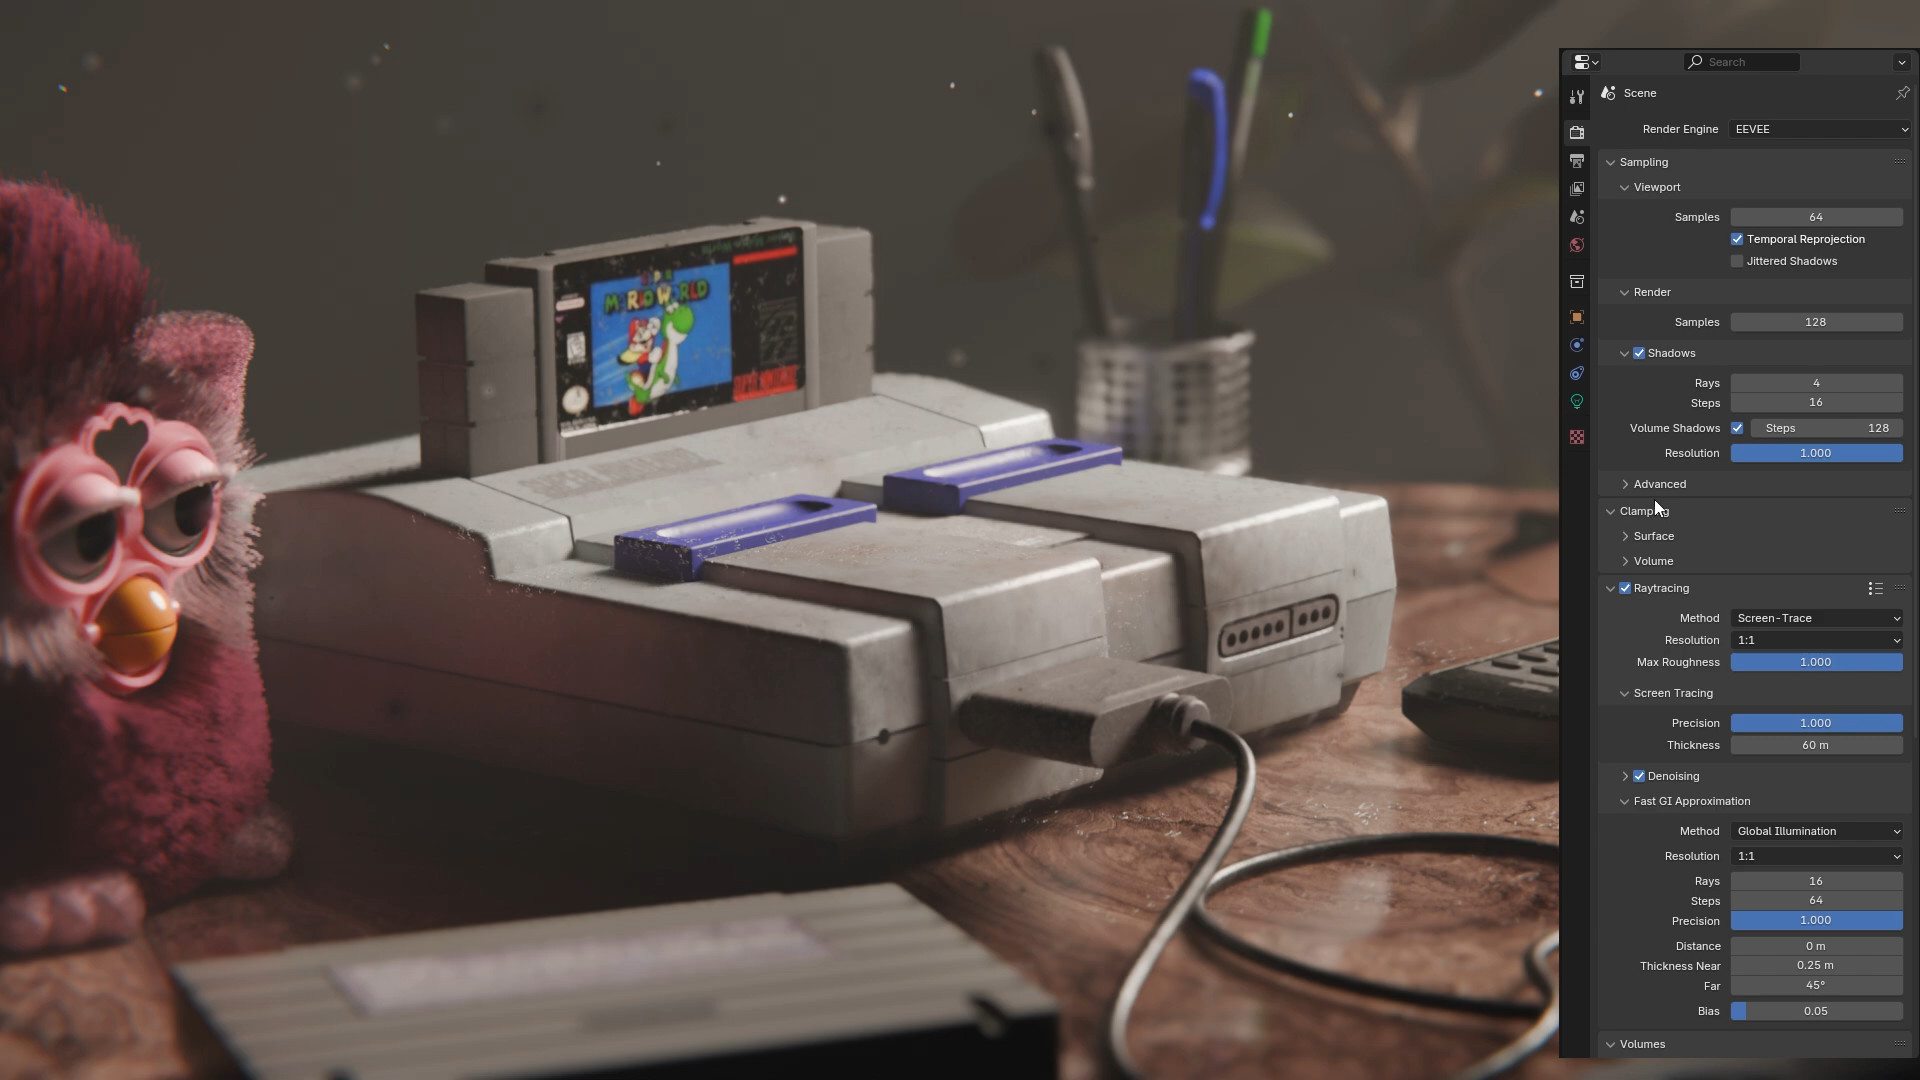 MARIO WORLD
SUPER NINTENDO
SUPER NINTENDO
Search
Scene
Render Engine EEVEE
Sampling
Viewport
Samples 64
Temporal Reprojection
Jittered Shadows
Render
Samples 128
Shadows
Rays 4
Steps 16
Volume Shadows Steps 128
Resolution 1.000
Advanced
Clamping
Surface
Volume
Raytracing
Method Screen-Trace
Resolution 1:1
Max Roughness 1.000
Screen Tracing
Precision 1.000
Thickness 60 m
Denoising
Fast GI Approximation
Method Global Illumination
Resolution 1:1
Rays 16
Steps 64
Precision 1.000
Distance 0 m
Thickness Near 0.25 m
Far 45°
Bias 0.05
Volumes